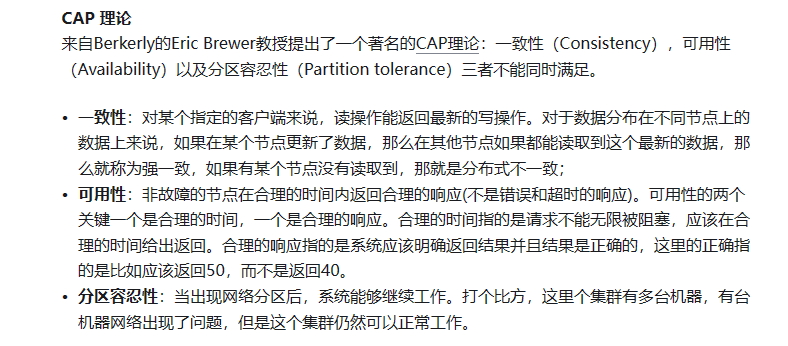 CAP 理论
来自Berkerly的Eric Brewer教授提出了一个著名的CAP理论：一致性（Consistency），可用性
（Availability）以及分区容忍性（Partition tolerance）三者不能同时满足。
• 一致性：对某个指定的客户端来说，读操作能返回最新的写操作。对于数据分布在不同节点上的
数据上来说，如果在某个节点更新了数据，那么在其他节点如果都能读取到这个最新的数据，那
么就称为强一致，如果有某个节点没有读取到，那就是分布式不一致；
• 可用性：非故障的节点在合理的时间内返回合理的响应(不是错误和超时的响应)。可用性的两个
关键一个是合理的时间，一个是合理的响应。合理的时间指的是请求不能无限被阻塞，应该在合
理的时间给出返回。合理的响应指的是系统应该明确返回结果并且结果是正确的，这里的正确指
的是比如应该返回50，而不是返回40。
• 分区容忍性：当出现网络分区后，系统能够继续工作。打个比方，这里个集群有多台机器，有台
机器网络出现了问题，但是这个集群仍然可以正常工作。